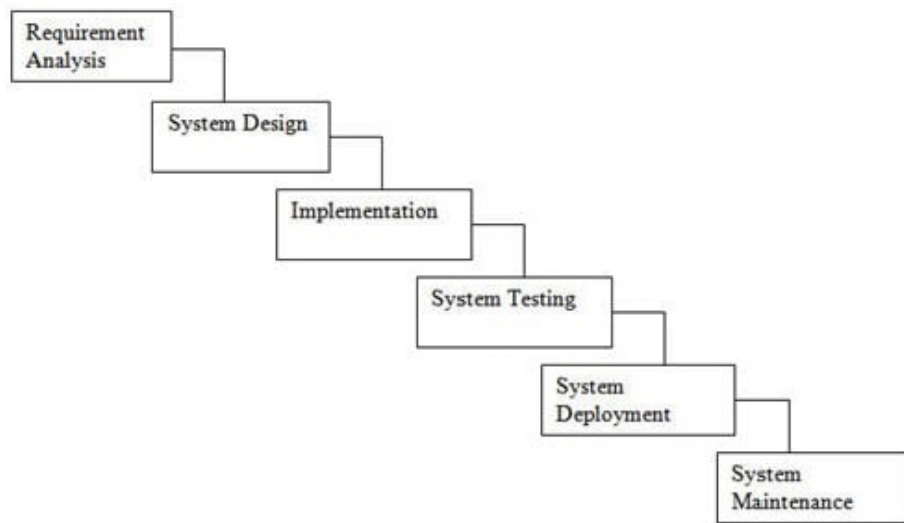 Requirement
Analysis
System Design
Implementation
System Testing
System
Deployment
System
Maintenance